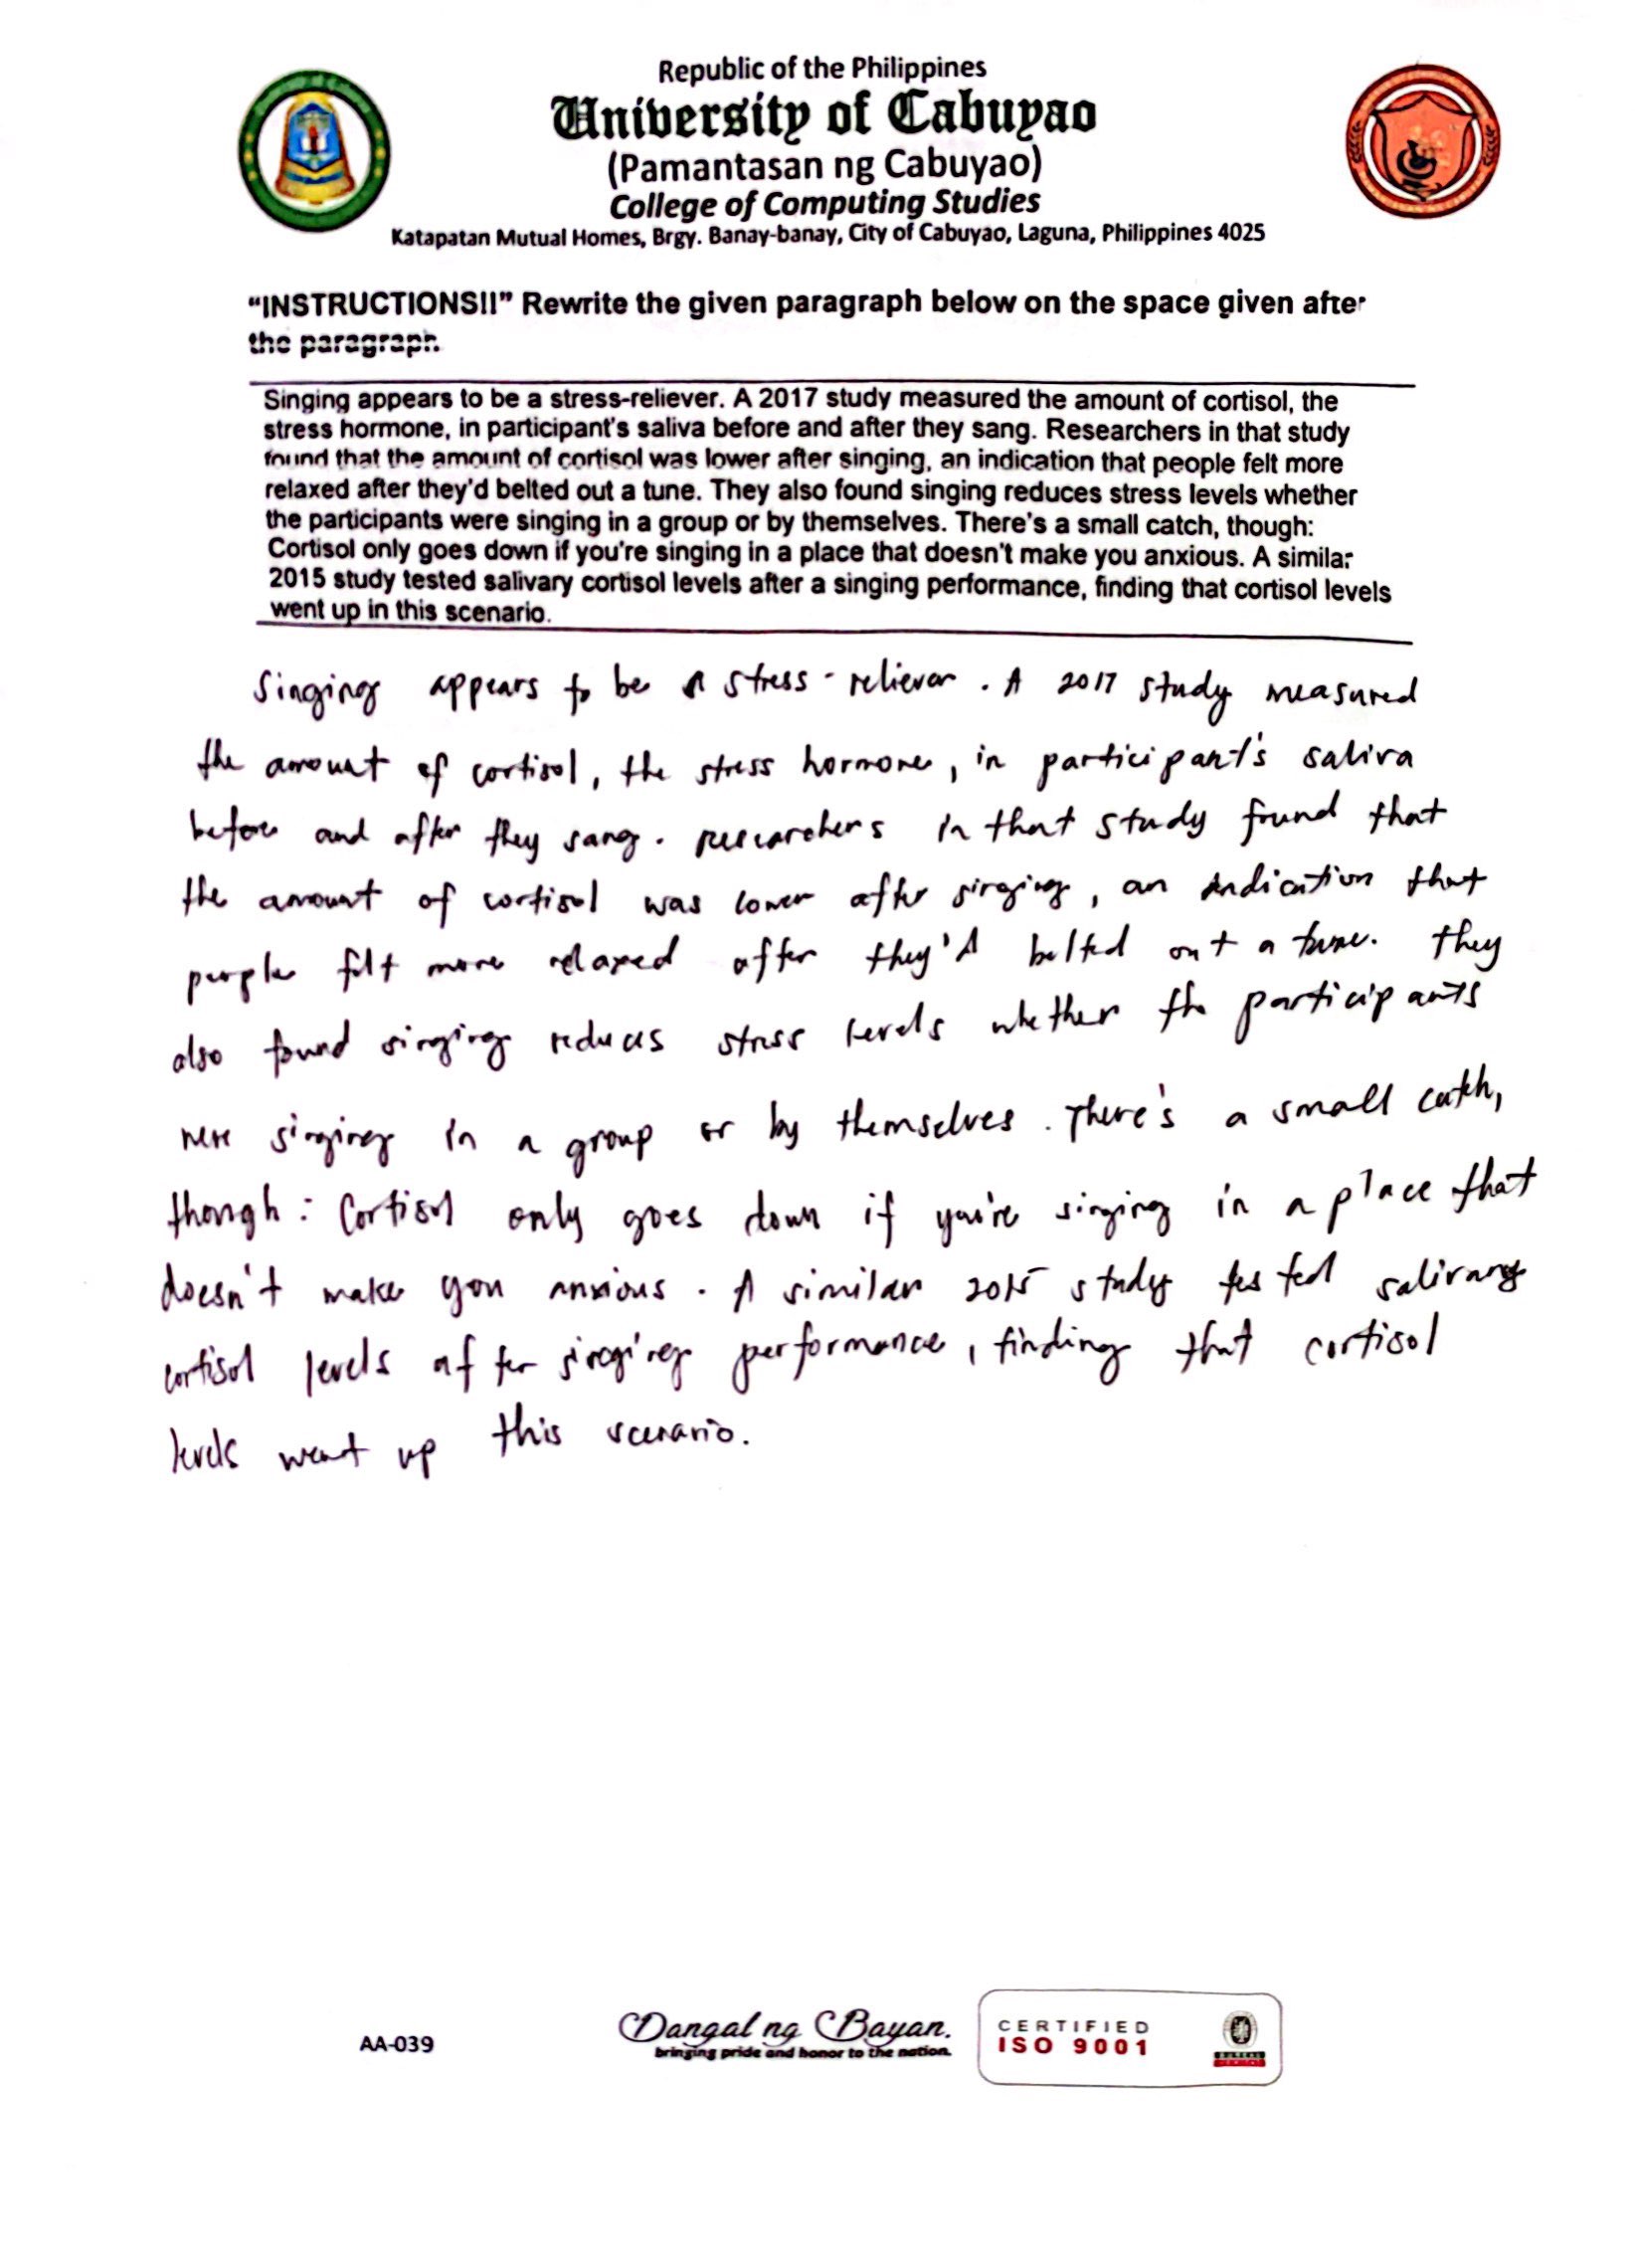 Republic of the Philippines
University of Cabuyao
(Pamantasan ng Cabuyao)
College of Computing Studies
Katapatan Mutual Homes, Brgy. Banay-banay, City of Cabuyao, Laguna, Philippines 4025
“INSTRUCTIONS!!” Rewrite the given paragraph below on the space given after
the paragraph.
Singing appears to be a stress-reliever. A 2017 study measured the amount of cortisol, the
stress hormone, in participant's saliva before and after they sang. Researchers in that study
found that the amount of cortisol was lower after singing, an indication that people felt more
relaxed after they'd belted out a tune. They also found singing reduces stress levels whether
the participants were singing in a group or by themselves. There's a small catch, though:
Cortisol only goes down if you're singing in a place that doesn't make you anxious. A similar
2015 study tested salivary cortisol levels after a singing performance, finding that cortisol levels
went up in this scenario.
Singing appears to be a stress-reliever. A 2017 study measured
the amount of cortisol, the stress hormone, in participant's saliva
before and after they sang. researchers in that study found that
the amount of cortisol was lower after singing, an indication that
people felt more relaxed after they'd belted out a tune. they
also found singing reduces stress levels whether the participants
were singing in a group or by themselves. There's a small catch,
though: Cortisol only goes down if you're singing in a place that
doesn't make you anxious. A similar 2015 study tested salivary
cortisol levels after singing performance, finding that cortisol
levels went up this scenario.
AA-039
Dangal ng Bayan.
bringing pride and honor to the nation.
CERTIFIED
ISO 9001